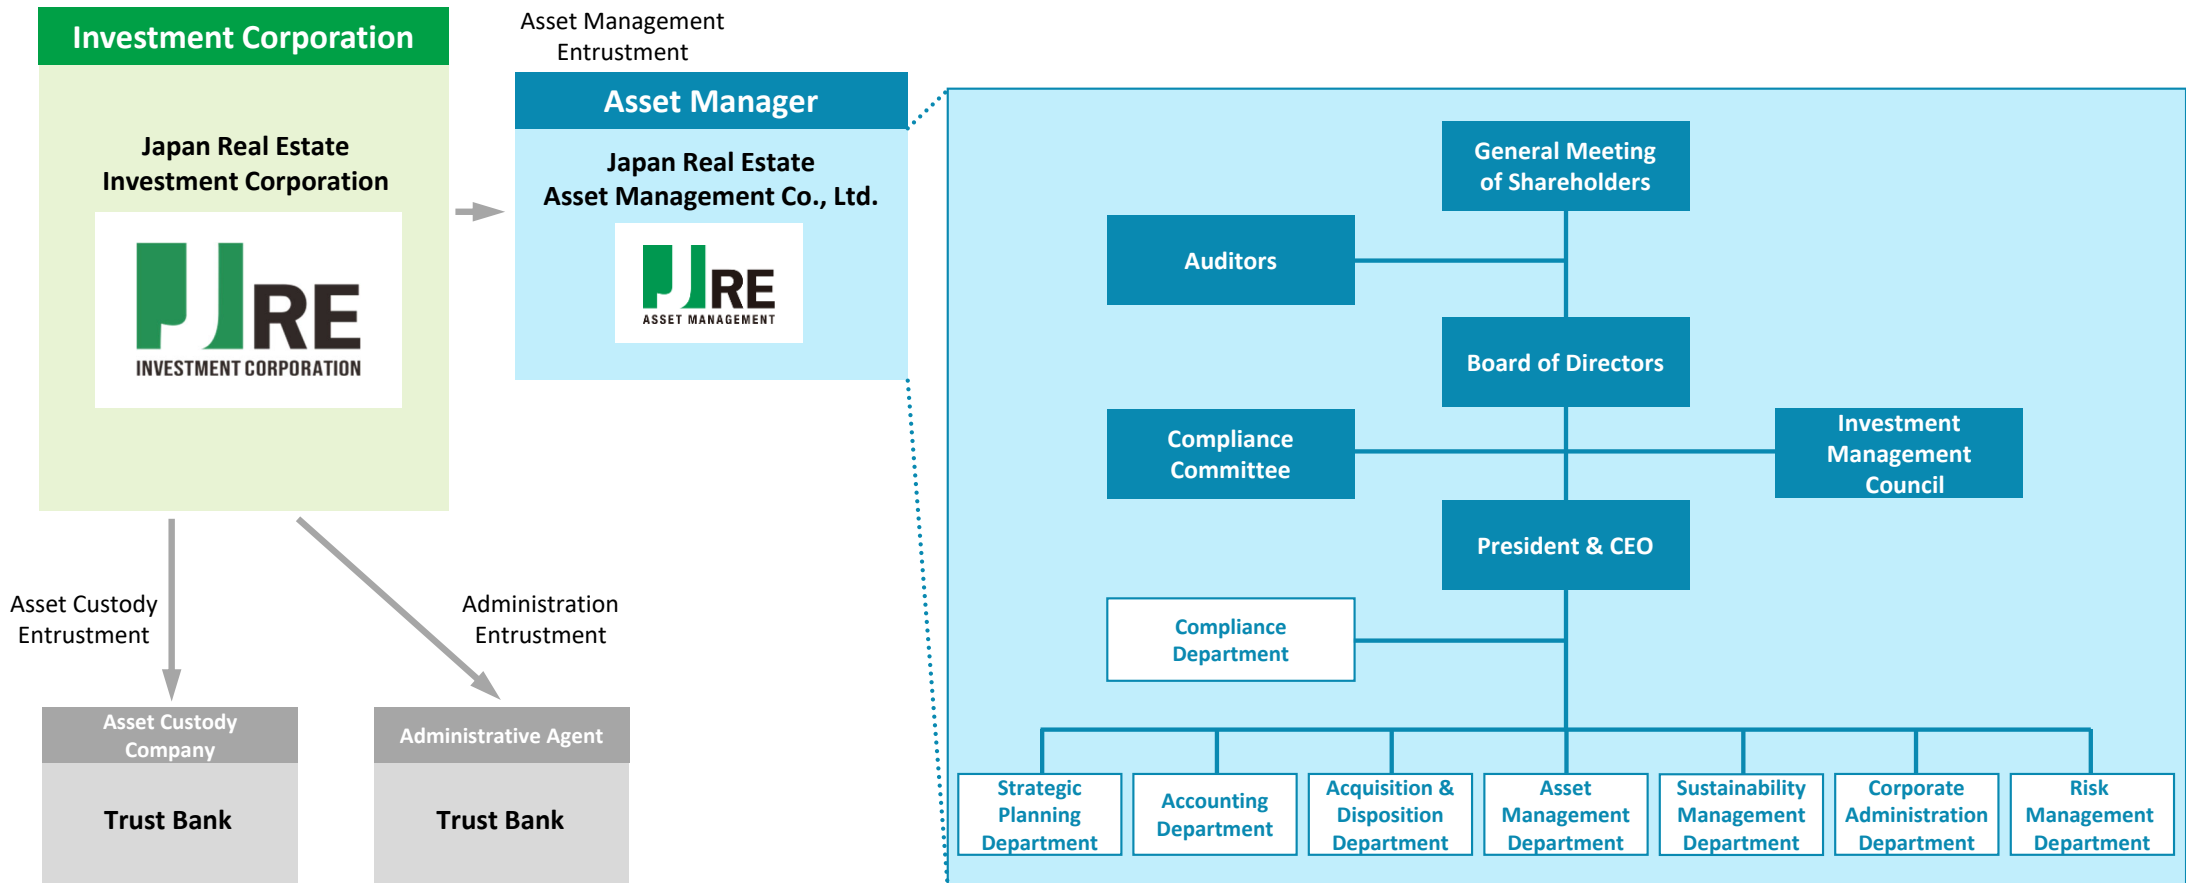 Investment Corporation
Japan Real Estate
Investment Corporation
JRE
INVESTMENT CORPORATION
Asset Management
Entrustment
Asset Manager
Japan Real Estate
Asset Management Co., Ltd.
JRE
ASSET MANAGEMENT
Asset Custody
Entrustment
Administration
Entrustment
Asset Custody
Company
Trust Bank
Administrative Agent
Trust Bank
General Meeting
of Shareholders
Auditors
Board of Directors
Compliance
Committee
Investment
Management
Council
President & CEO
Compliance
Department
Strategic
Planning
Department
Accounting
Department
Acquisition &
Disposition
Department
Asset
Management
Department
Sustainability
Management
Department
Corporate
Administration
Department
Risk
Management
Department